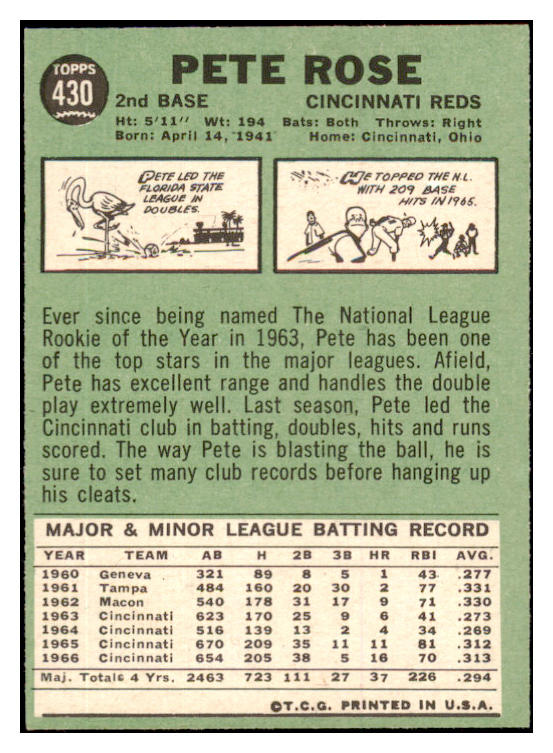 TOPPS
430
PETE ROSE
2nd BASE CINCINNATI REDS
Ht: 5'11" Wt: 194 Bats: Both Throws: Right
Born: April 14, 1941 Home: Cincinnati, Ohio
PETE LED THE
FLORIDA STATE
LEAGUE IN
DOUBLES.
HE TOPPED THE N.L.
WITH 209 BASE
HITS IN 1965.
Ever since being named The National League
Rookie of the Year in 1963, Pete has been one
of the top stars in the major leagues. Afield,
Pete has excellent range and handles the double
play extremely well. Last season, Pete led the
Cincinnati club in batting, doubles, hits and runs
scored. The way Pete is blasting the ball, he is
sure to set many club records before hanging up
his cleats.
MAJOR & MINOR LEAGUE BATTING RECORD
YEAR TEAM AB H 2B 3B HR RBI AVG.
1960 Geneva 321 89 8 5 1 43 .277
1961 Tampa 484 160 20 30 2 77 .331
1962 Macon 540 178 31 17 9 71 .330
1963 Cincinnati 623 170 25 9 6 41 .273
1964 Cincinnati 516 139 13 2 4 34 .269
1965 Cincinnati 670 209 35 11 11 81 .312
1966 Cincinnati 654 205 38 5 16 70 .313
Maj. Totals 4 Yrs. 2463 723 111 27 37 226 .294
©T.C.G. PRINTED IN U.S.A.